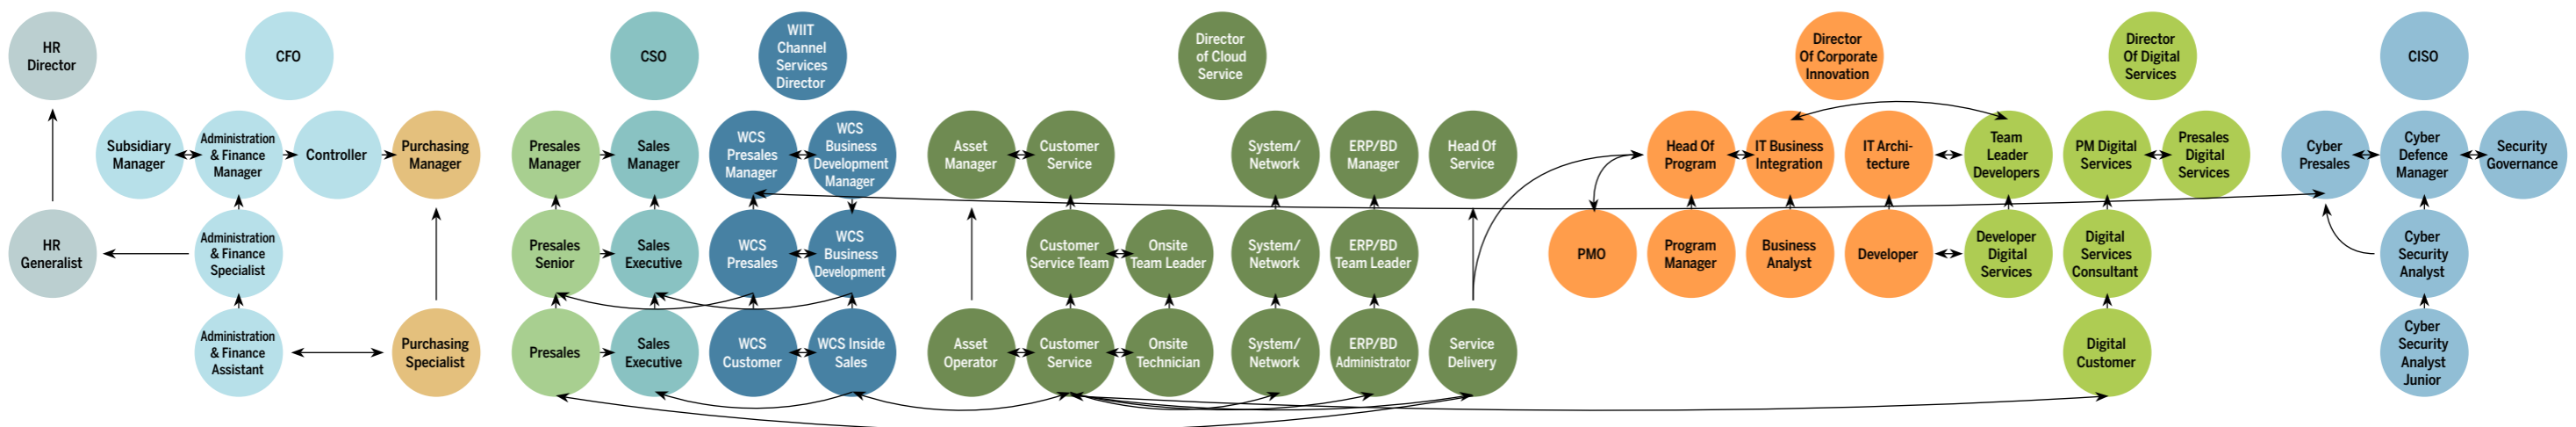 HR
Director
CFO
CSO
WIIT
Channel
Services
Director
Director
of Cloud
Service
Director
Of Corporate
Innovation
Director
Of Digital
Services
CISO
Subsidiary
Manager
Administration
& Finance
Manager
Controller
Purchasing
Manager
Presales
Manager
Sales
Manager
WCS
Presales
Manager
WCS
Business
Development
Manager
Asset
Manager
Customer
Service
System/
Network
ERP/BD
Manager
Head Of
Service
Head Of
Program
IT Business
Integration
IT Archi-
tecture
Team
Leader
Developers
PM Digital
Services
Presales
Digital
Services
Cyber
Presales
Cyber
Defence
Manager
Security
Governance
HR
Generalist
Administration
& Finance
Specialist
Presales
Senior
Sales
Executive
WCS
Presales
WCS
Business
Development
Customer
Service Team
Onsite
Team Leader
System/
Network
ERP/BD
Team Leader
PMO
Program
Manager
Business
Analyst
Developer
Developer
Digital
Services
Digital
Services
Consultant
Cyber
Security
Analyst
Administration
& Finance
Assistant
Purchasing
Specialist
Presales
Sales
Executive
WCS
Customer
WCS Inside
Sales
Asset
Operator
Customer
Service
Onsite
Technician
System/
Network
ERP/BD
Administrator
Service
Delivery
Digital
Customer
Cyber
Security
Analyst
Junior